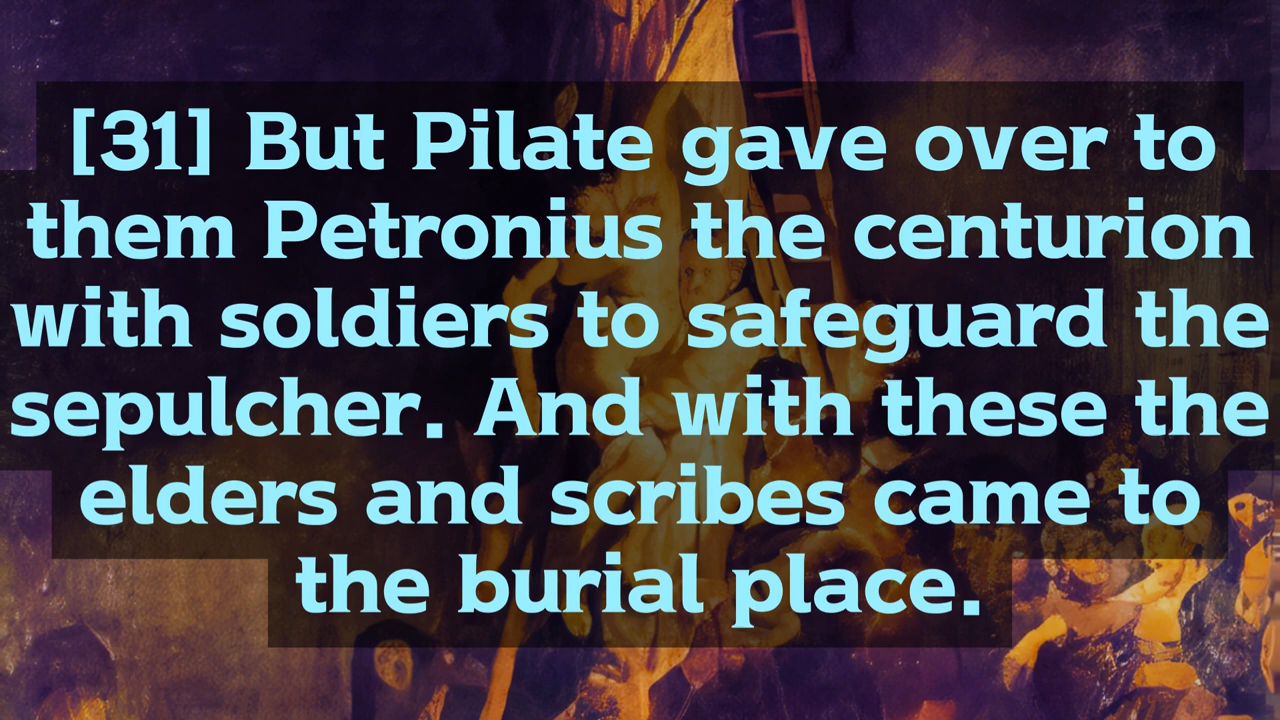 [31] But Pilate gave over to
them Petronius the centurion
with soldiers to safeguard the
sepulcher. And with these the
elders and scribes came to
the burial place.